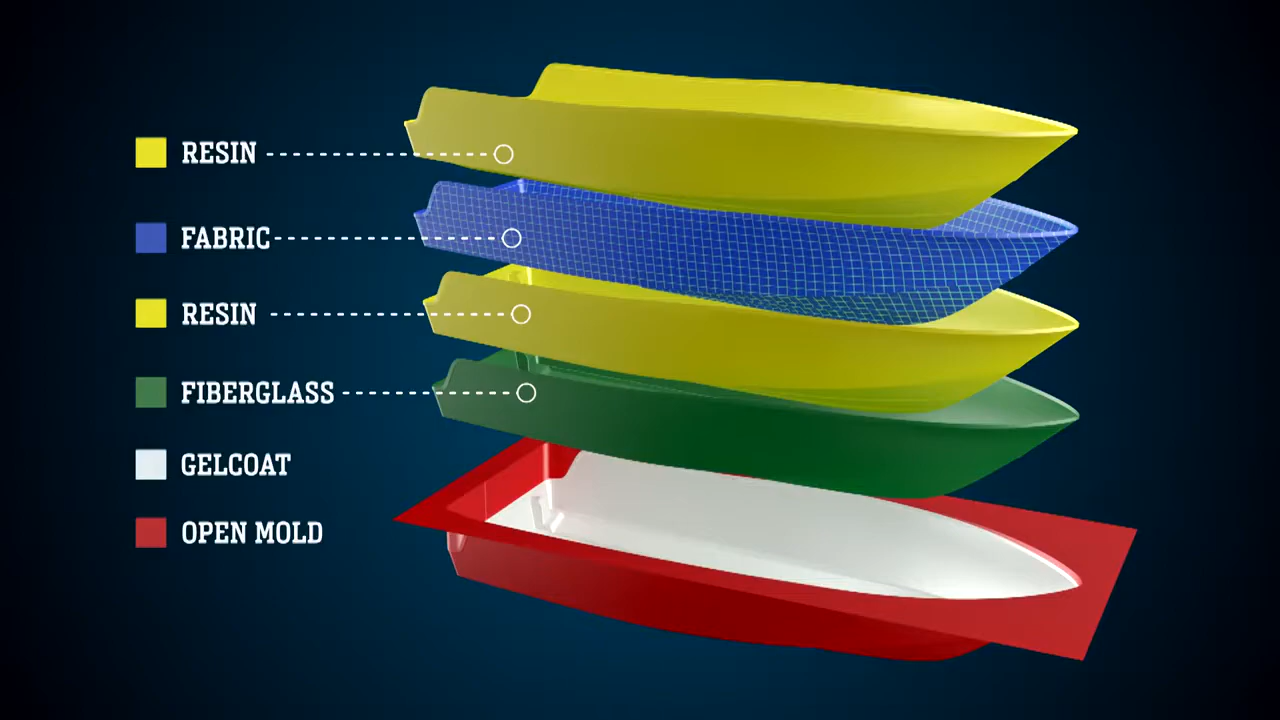 RESIN
FABRIC
RESIN
FIBERGLASS
GELCOAT
OPEN MOLD